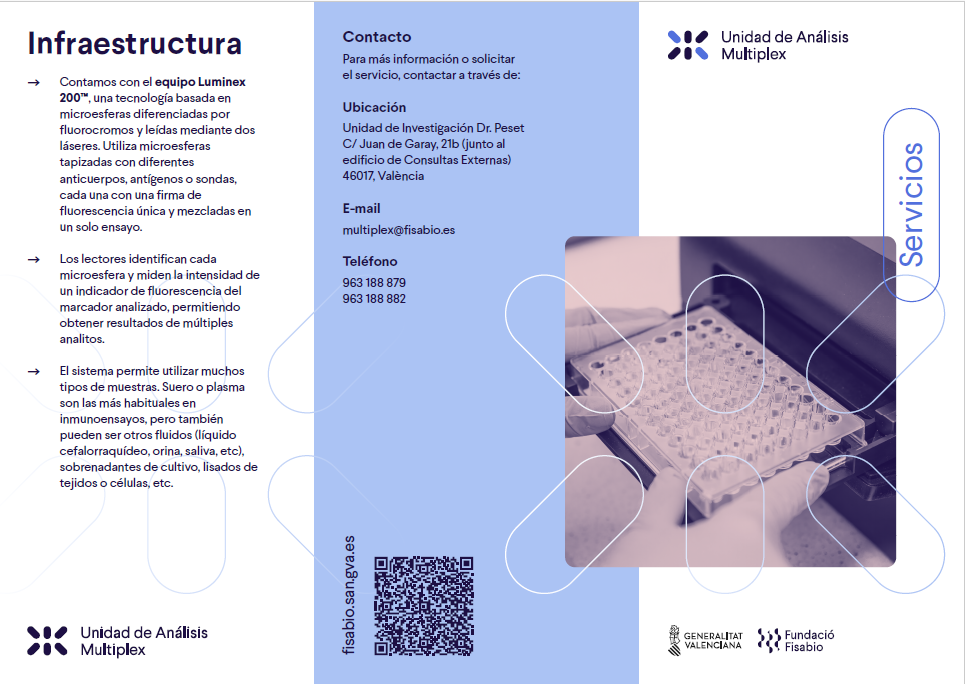 Infraestructura
→ Contamos con el equipo Luminex
200™, una tecnología basada en
microesferas diferenciadas por
fluorocromos y leídas mediante dos
láseres. Utiliza microesferas
tapizadas con diferentes
anticuerpos, antígenos o sondas,
cada una con una firma de
fluorescencia única y mezcladas en
un solo ensayo.
→ Los lectores identifican cada
microesfera y miden la intensidad de
un indicador de fluorescencia del
marcador analizado, permitiendo
obtener resultados de múltiples
analitos.
→ El sistema permite utilizar muchos
tipos de muestras. Suero o plasma
son las más habituales en
inmunoensayos, pero también
pueden ser otros fluidos (líquido
cefalorraquídeo, orina, saliva, etc),
sobrenadantes de cultivo, lisados de
tejidos o células, etc.
Unidad de Análisis
Multiplex
Contacto
Para más información o solicitar
el servicio, contactar a través de:
Ubicación
Unidad de Investigación Dr. Peset
C/ Juan de Garay, 21b (junto al
edificio de Consultas Externas)
46017, València
E-mail
multiplex@fisabio.es
Teléfono
963 188 879
963 188 882
fisabio.san.gva.es
Unidad de Análisis
Multiplex
Servicios
GENERALITAT
VALENCIANA
Fundació
Fisabio